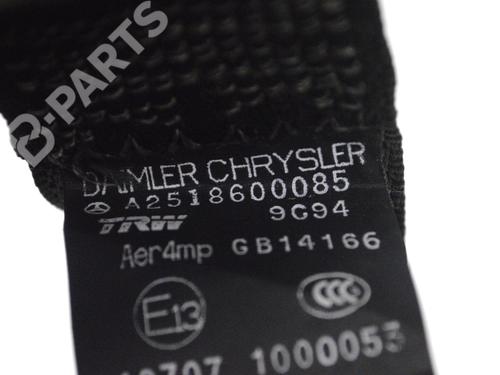 B-PARTS
DAIMLER CHRYSLER
A2518600085
9C94
TRW
Aer4mp GB14166
E13
CCC
1000053